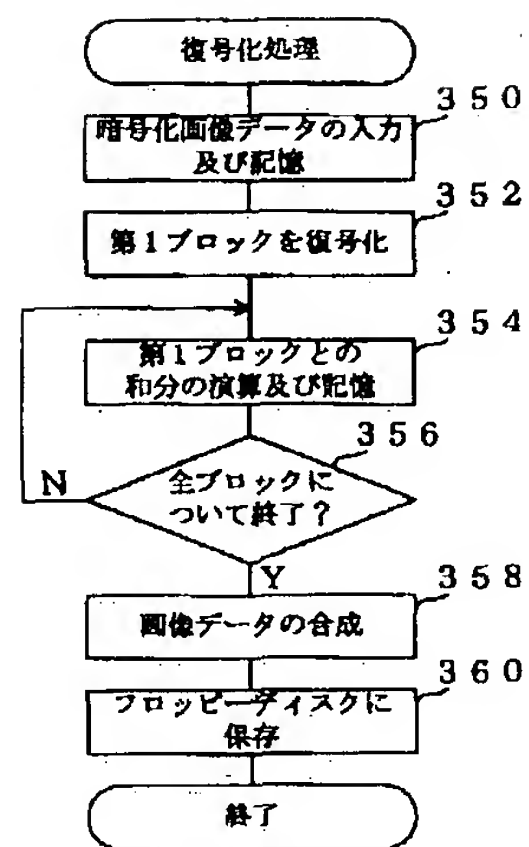 復号化処理
350
暗号化画像データの入力
及び記憶
352
第1ブロックを復号化
354
第1ブロックとの
和分の演算及び記憶
356
全ブロックに
ついて終了?
N
Y
358
画像データの合成
360
フロッピーディスクに
保存
終了